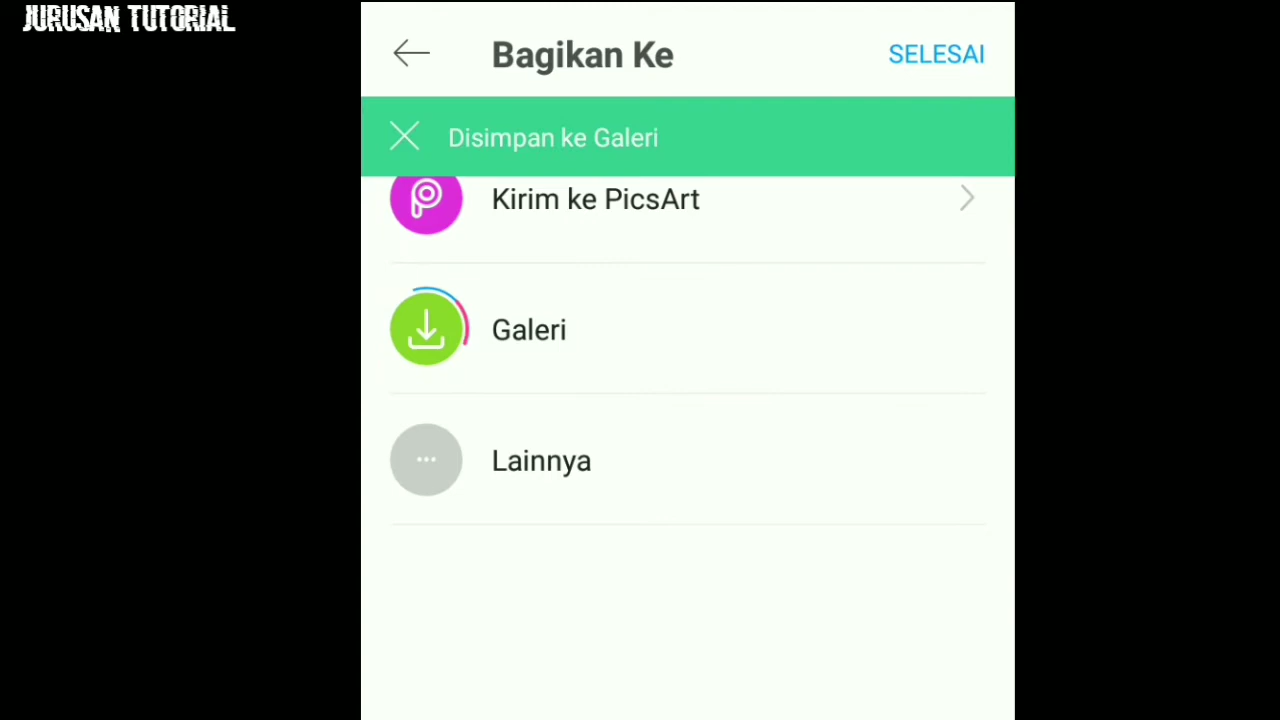 JURUSAN TUTORIAL
Bagikan Ke
SELESAI
Disimpan ke Galeri
Kirim ke PicsArt
Galeri
Lainnya